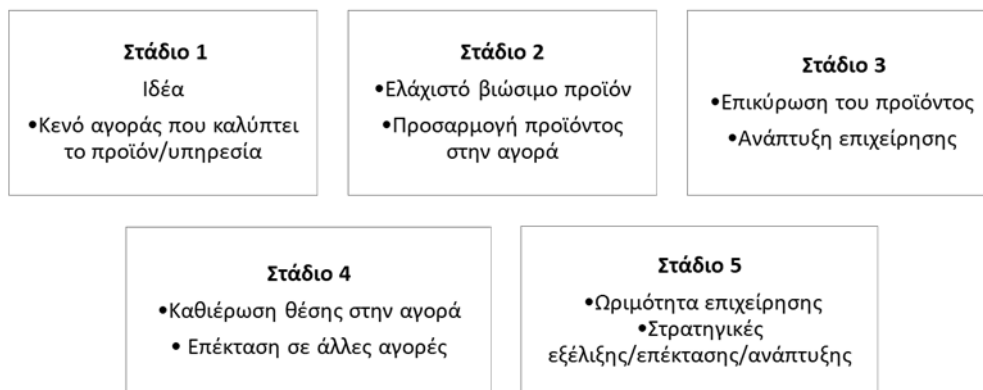 Στάδιο 1
Ιδέα
•Κενό αγοράς που καλύπτει
το προϊόν/υπηρεσία
Στάδιο 2
•Ελάχιστό βιώσιμο προϊόν
•Προσαρμογή προϊόντος
στην αγορά
Στάδιο 3
•Επικύρωση του προϊόντος
•Ανάπτυξη επιχείρησης
Στάδιο 4
•Καθιέρωση θέσης στην αγορά
• Επέκταση σε άλλες αγορές
Στάδιο 5
•Ωριμότητα επιχείρησης
•Στρατηγικές
εξέλιξης/επέκτασης/ανάπτυξης